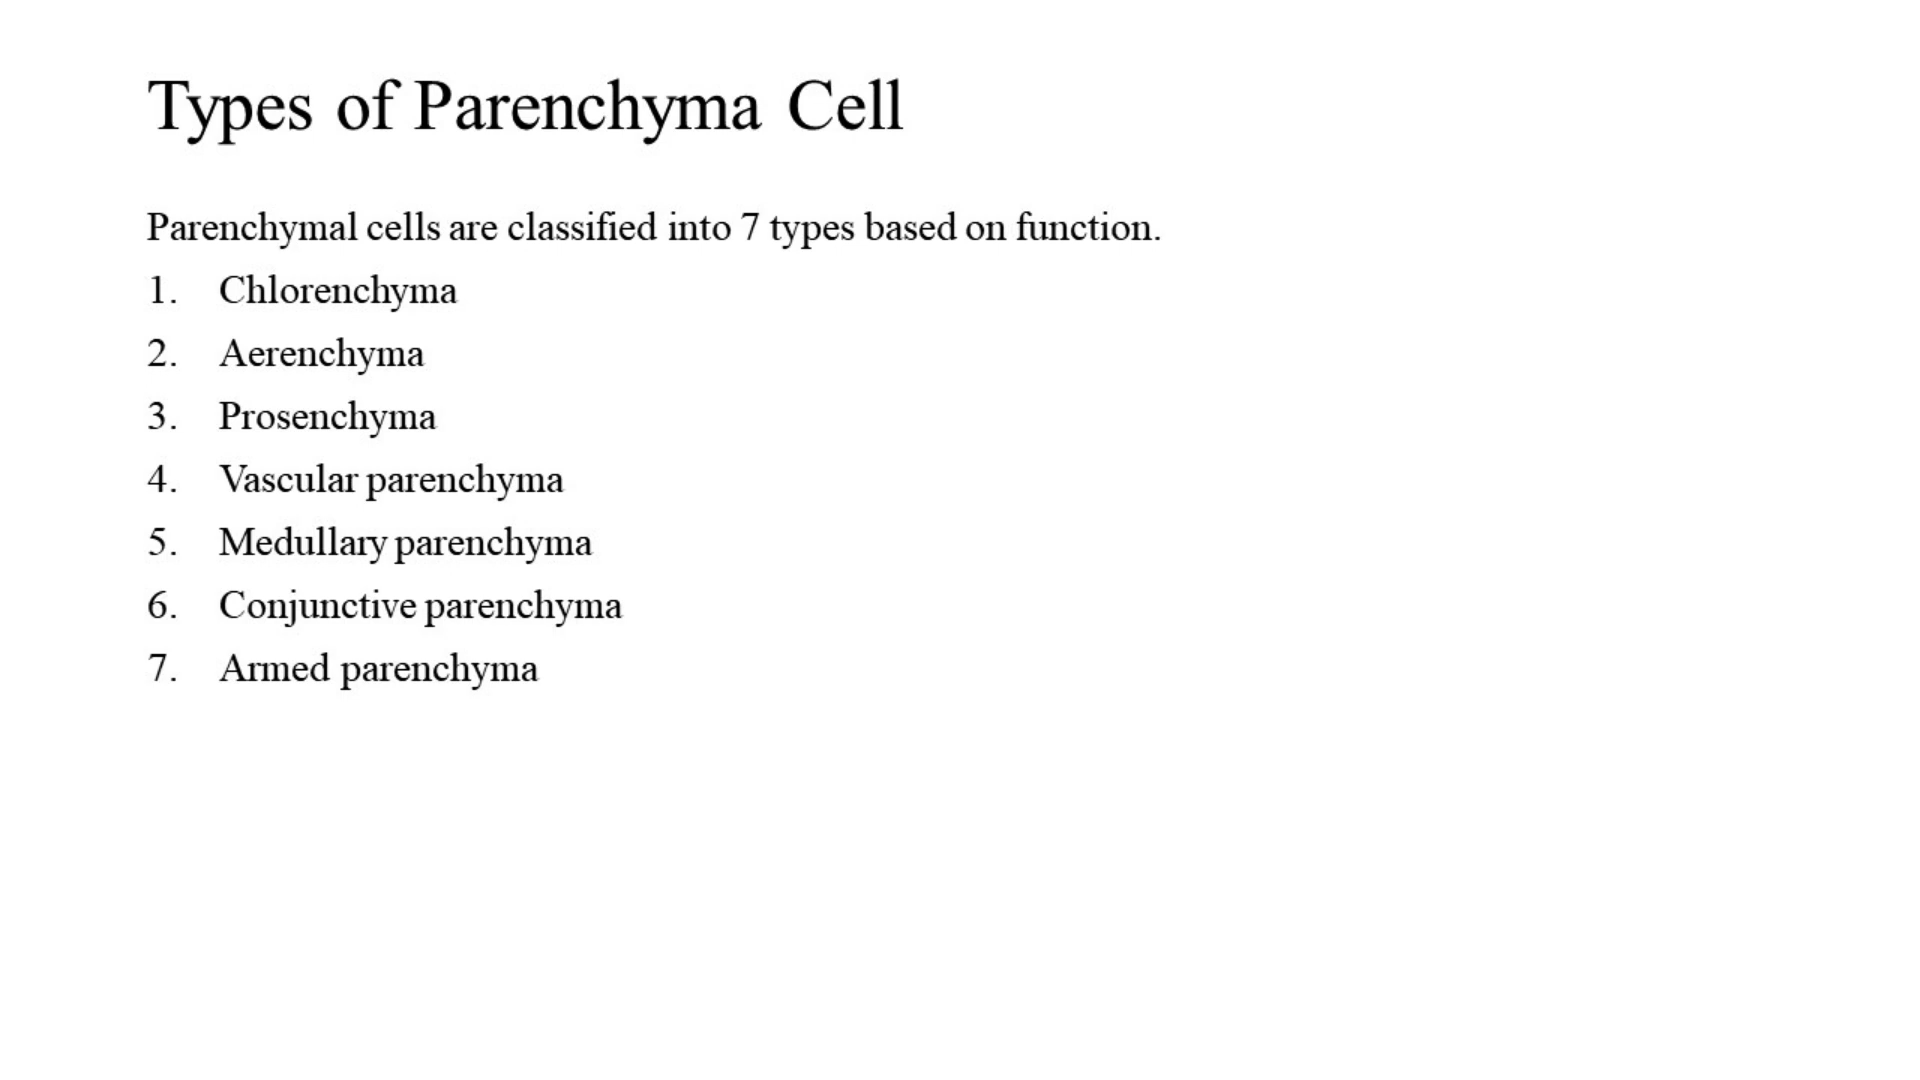 Types of Parenchyma Cell
Parenchymal cells are classified into 7 types based on function.
1. Chlorenchyma
2. Aerenchyma
3. Prosenchyma
4. Vascular parenchyma
5. Medullary parenchyma
6. Conjunctive parenchyma
7. Armed parenchyma